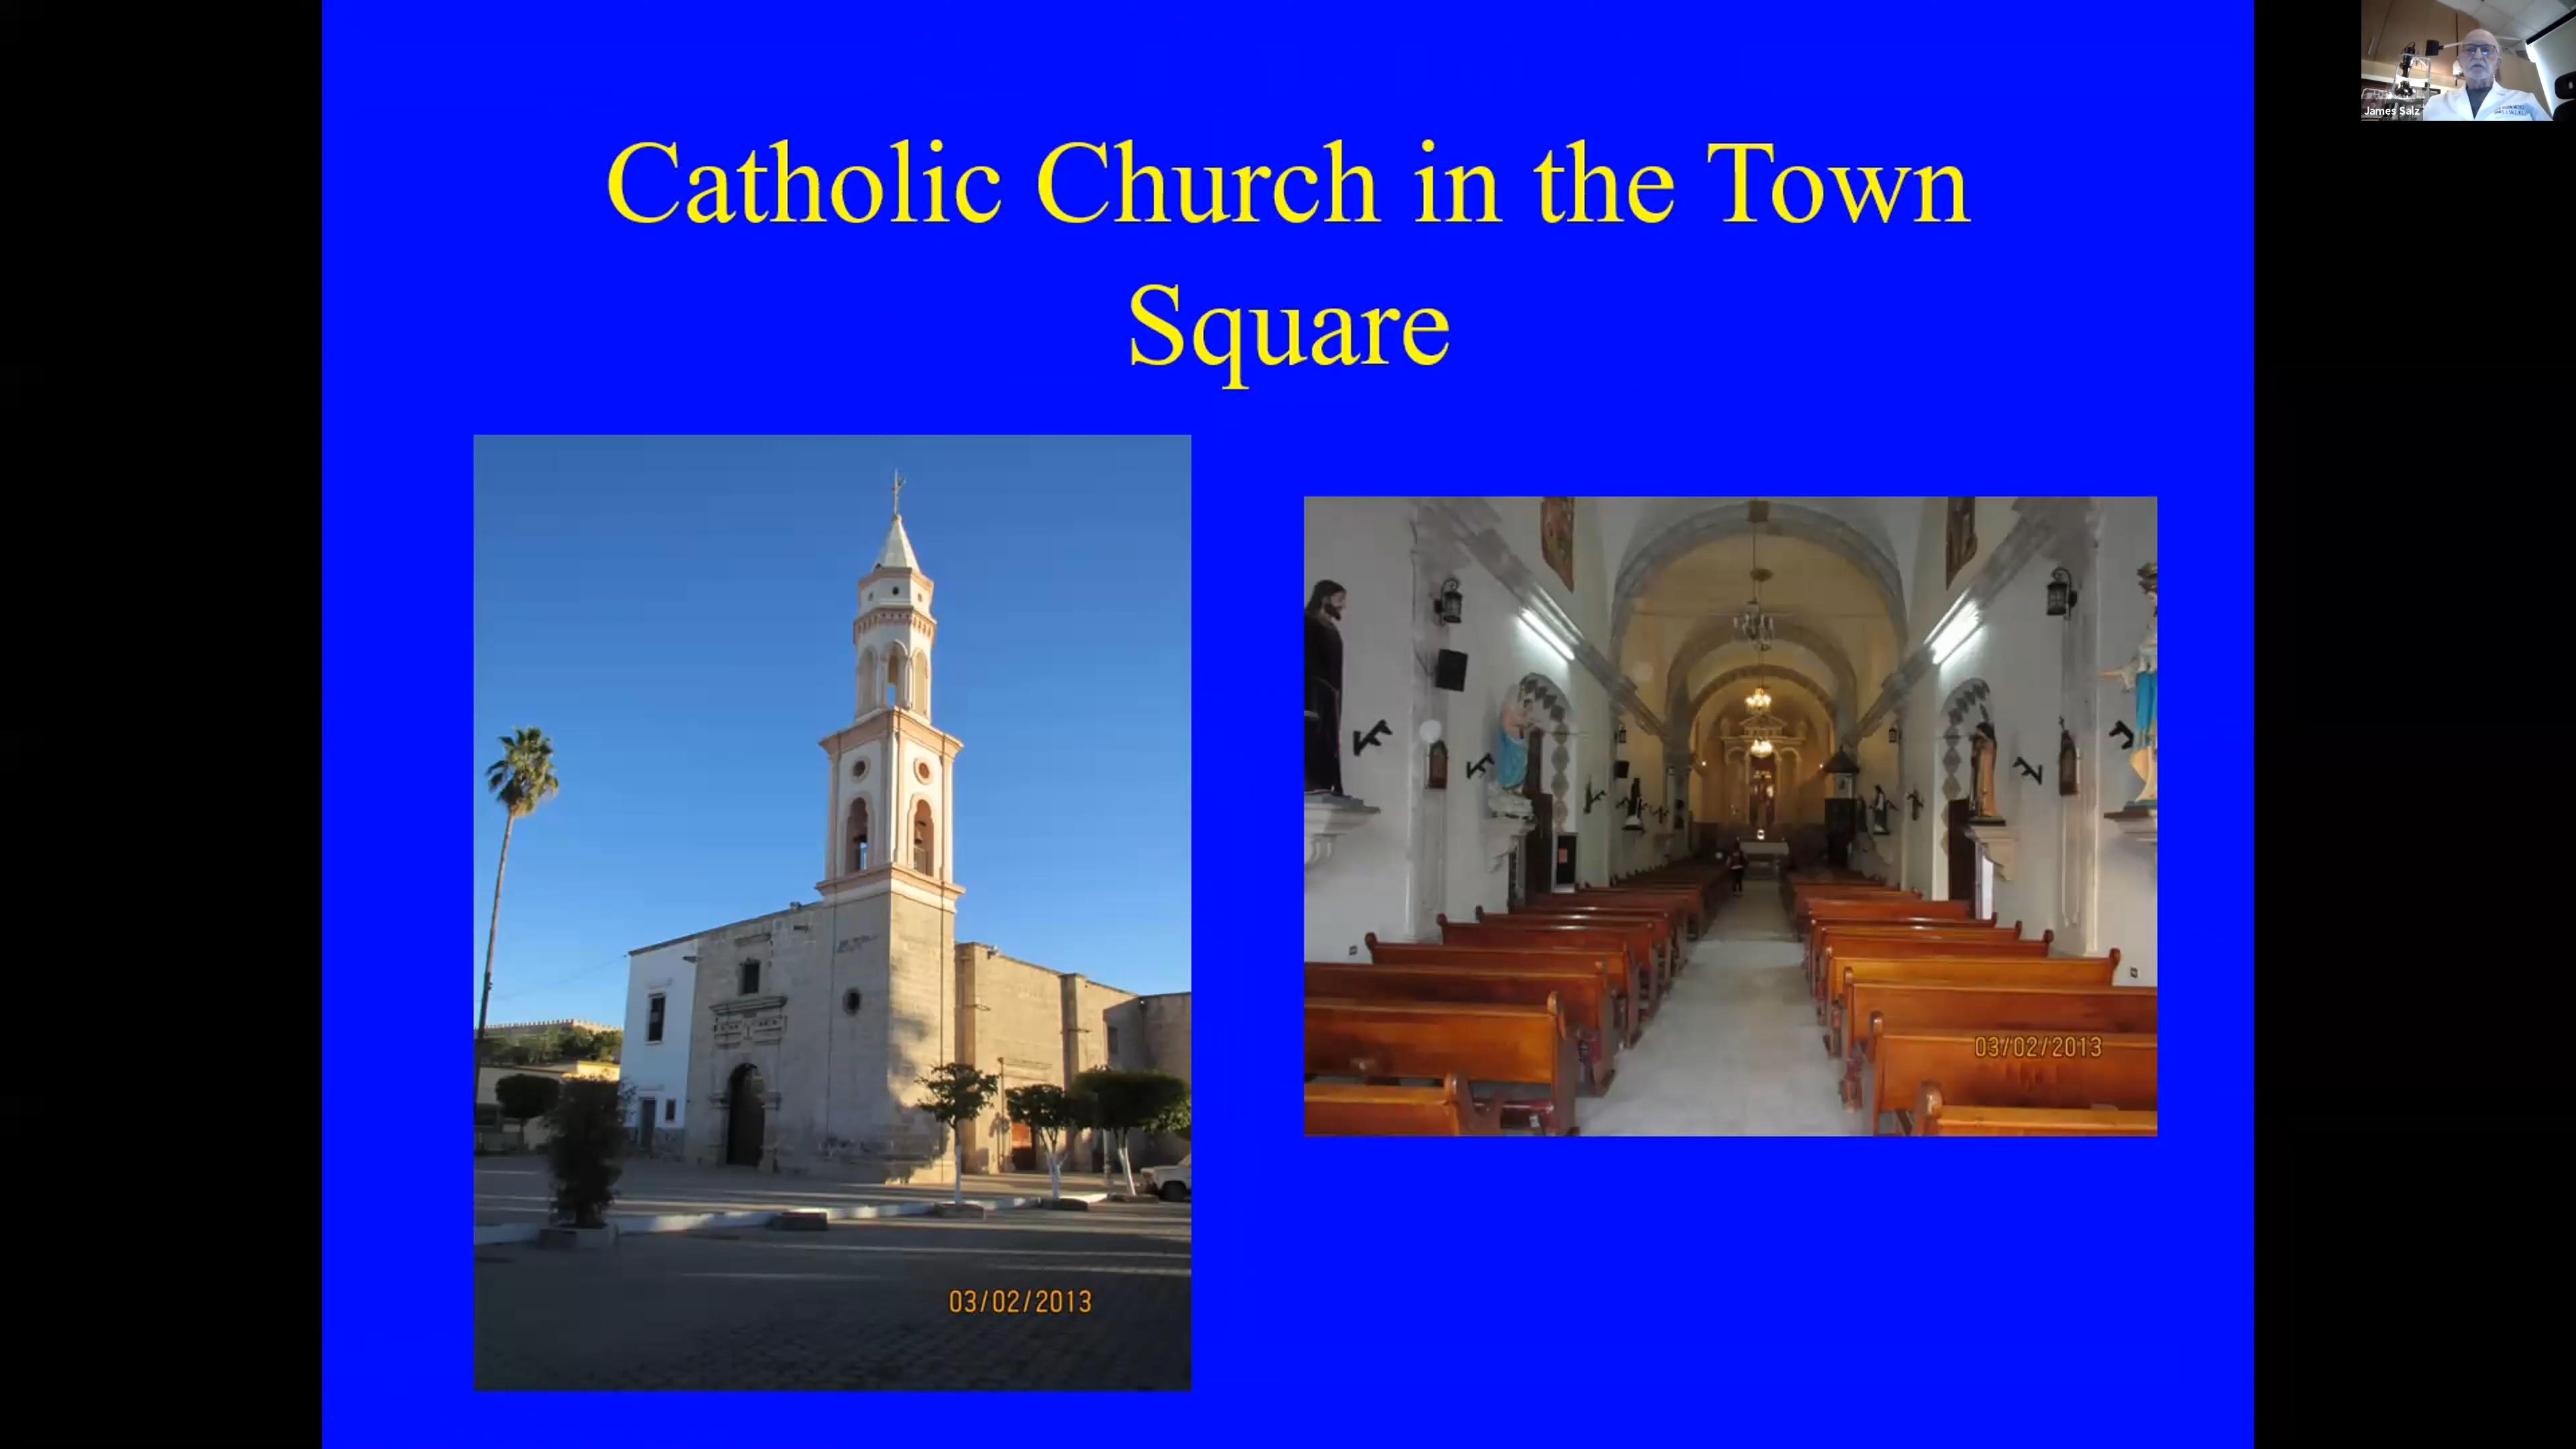 Catholic Church in the Town
Square
James Salz
03/02/2013
03/02/2013